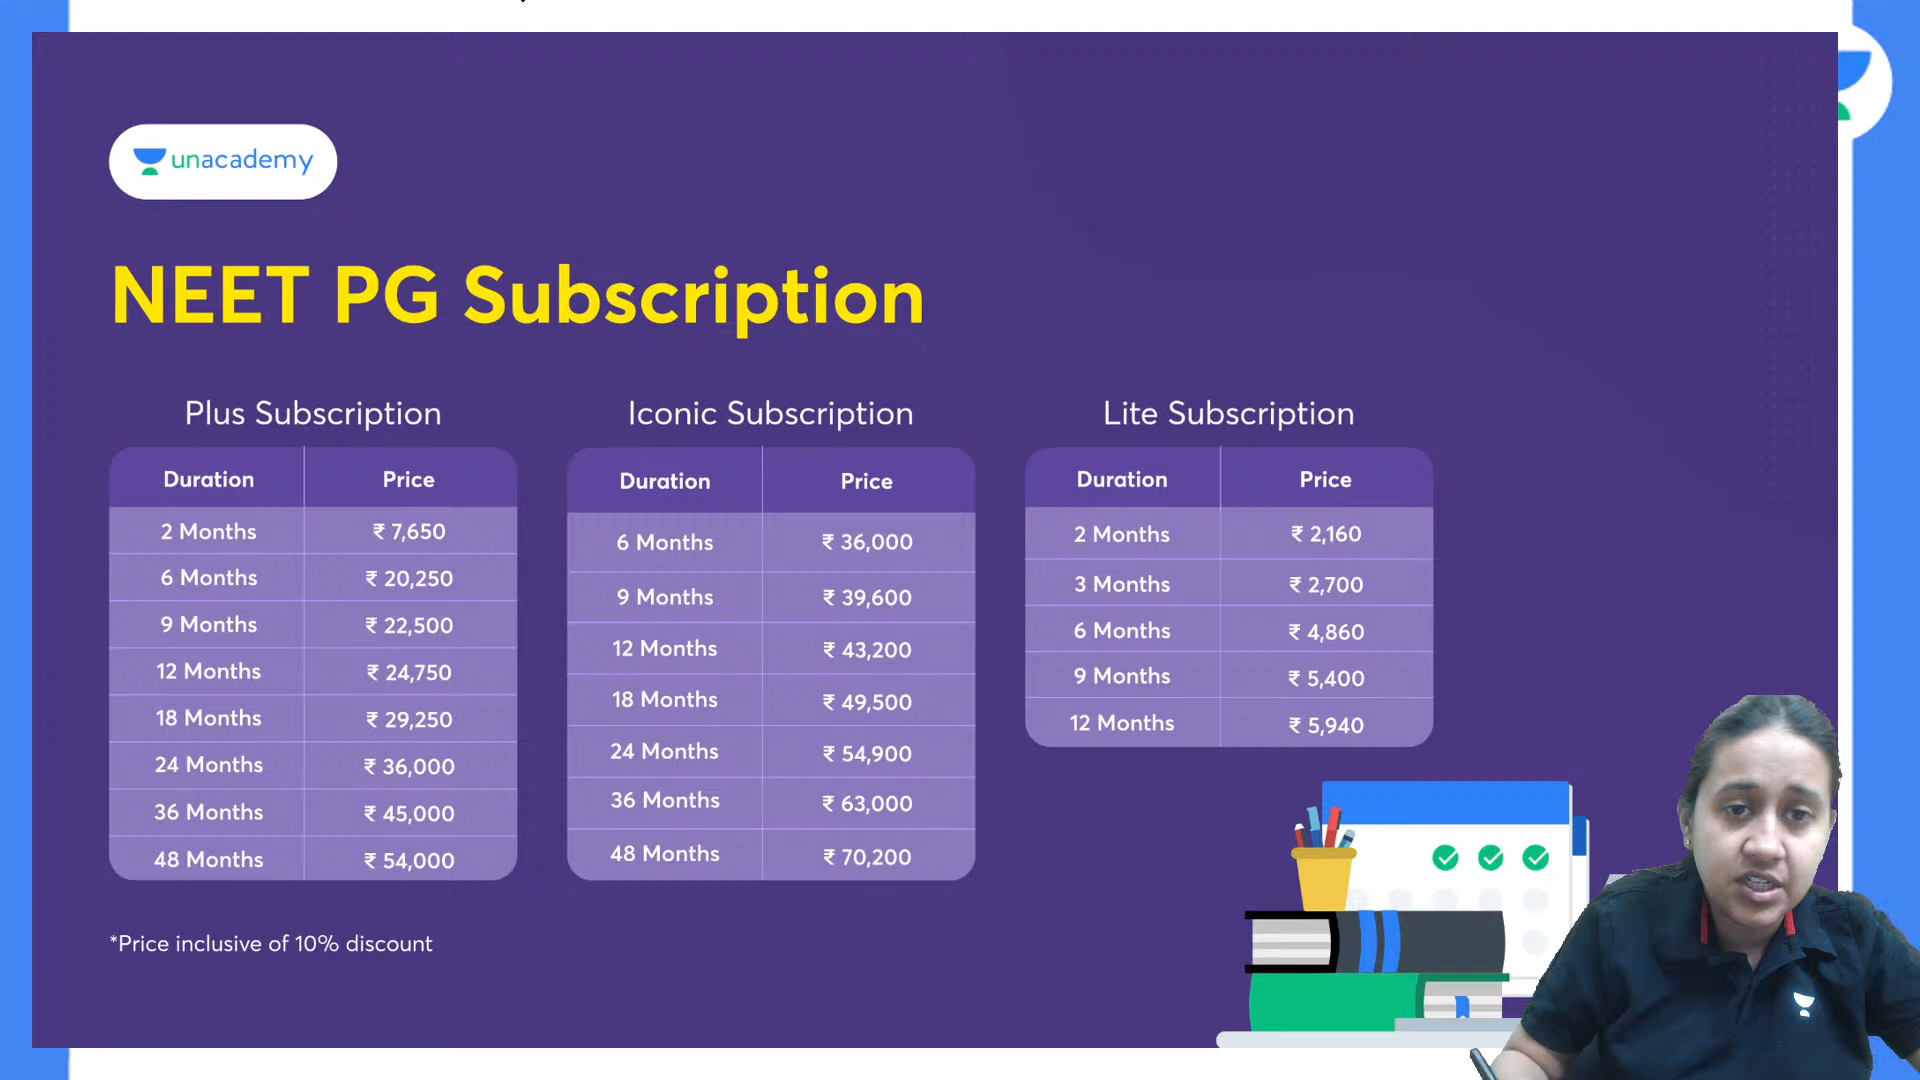 unacademy
NEET PG Subscription
Plus Subscription
Duration Price
2 Months ₹ 7,650
6 Months ₹ 20,250
9 Months ₹ 22,500
12 Months ₹ 24,750
18 Months ₹ 29,250
24 Months ₹ 36,000
36 Months ₹ 45,000
48 Months ₹ 54,000
Iconic Subscription
Duration Price
6 Months ₹ 36,000
9 Months ₹ 39,600
12 Months ₹ 43,200
18 Months ₹ 49,500
24 Months ₹ 54,900
36 Months ₹ 63,000
48 Months ₹ 70,200
Lite Subscription
Duration Price
2 Months ₹ 2,160
3 Months ₹ 2,700
6 Months ₹ 4,860
9 Months ₹ 5,400
12 Months ₹ 5,940
*Price inclusive of 10% discount